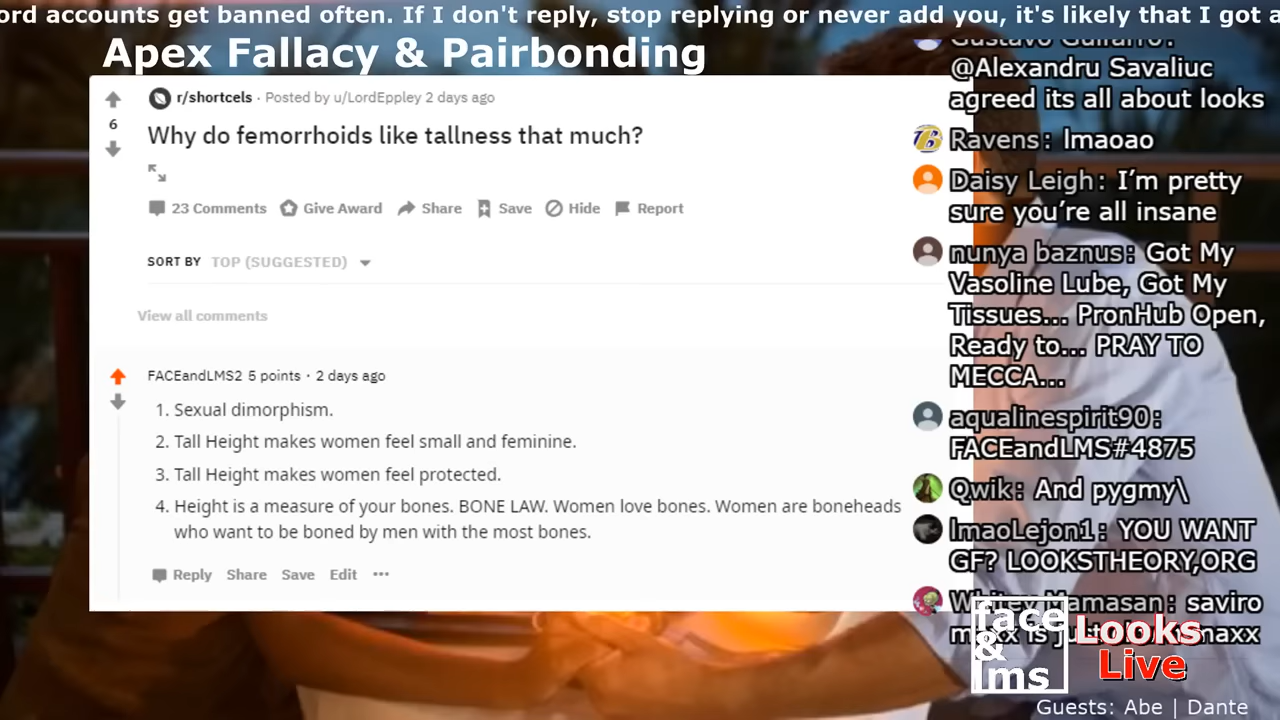 ord accounts get banned often. If I don't reply, stop replying or never add you, it's likely that I got a
Apex Fallacy & Pairbonding
r/shortcels · Posted by u/LordEppley 2 days ago
6
Why do femorrhoids like tallness that much?
23 Comments Give Award Share Save Hide Report
SORT BY TOP (SUGGESTED)
View all comments
FACEandLMS2 5 points · 2 days ago
1. Sexual dimorphism.
2. Tall Height makes women feel small and feminine.
3. Tall Height makes women feel protected.
4. Height is a measure of your bones. BONE LAW. Women love bones. Women are boneheads
who want to be boned by men with the most bones.
Reply Share Save Edit ···
@Alexandru Savaliuc
agreed its all about looks
Ravens: lmaoao
Daisy Leigh: I'm pretty
sure you're all insane
nunya baznus: Got My
Vasoline Lube, Got My
Tissues... PronHub Open,
Ready to... PRAY TO
MECCA...
aqualinespirit90:
FACEandLMS#4875
Qwik: And pygmy\
lmaoLejon1: YOU WANT
GF? LOOKSTHEORY,ORG
Whitey Mamasan: saviro
maxx is
face
&
lms
Looks
Live
Guests: Abe | Dante